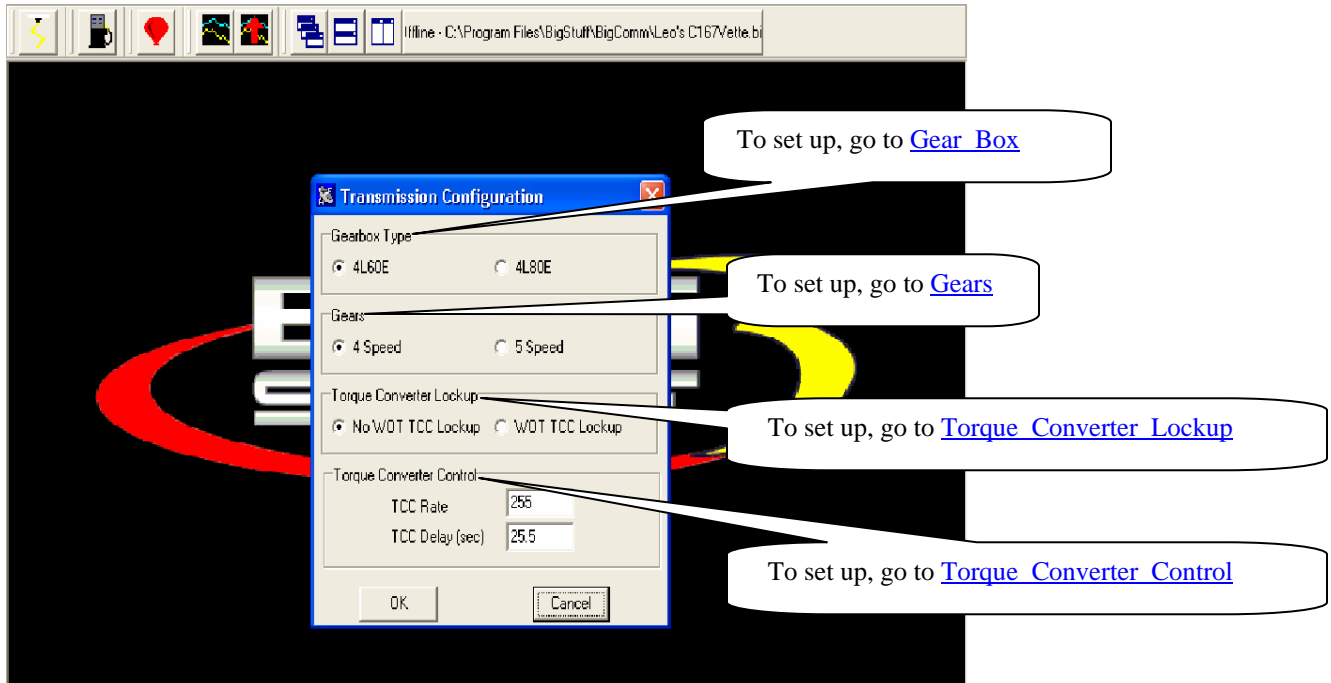 lffline - C:\Program Files\BigStuff\BigComm\Leo's C167Vette.bi
To set up, go to Gear_Box
Transmission Configuration
Gearbox Type
4L60E
4L80E
To set up, go to Gears
Gears
4 Speed
5 Speed
Torque Converter Lockup
No WOT TCC Lockup
WOT TCC Lockup
To set up, go to Torque_Converter_Lockup
Torque Converter Control
TCC Rate
255
TCC Delay (sec)
25.5
To set up, go to Torque_Converter_Control
OK
Cancel